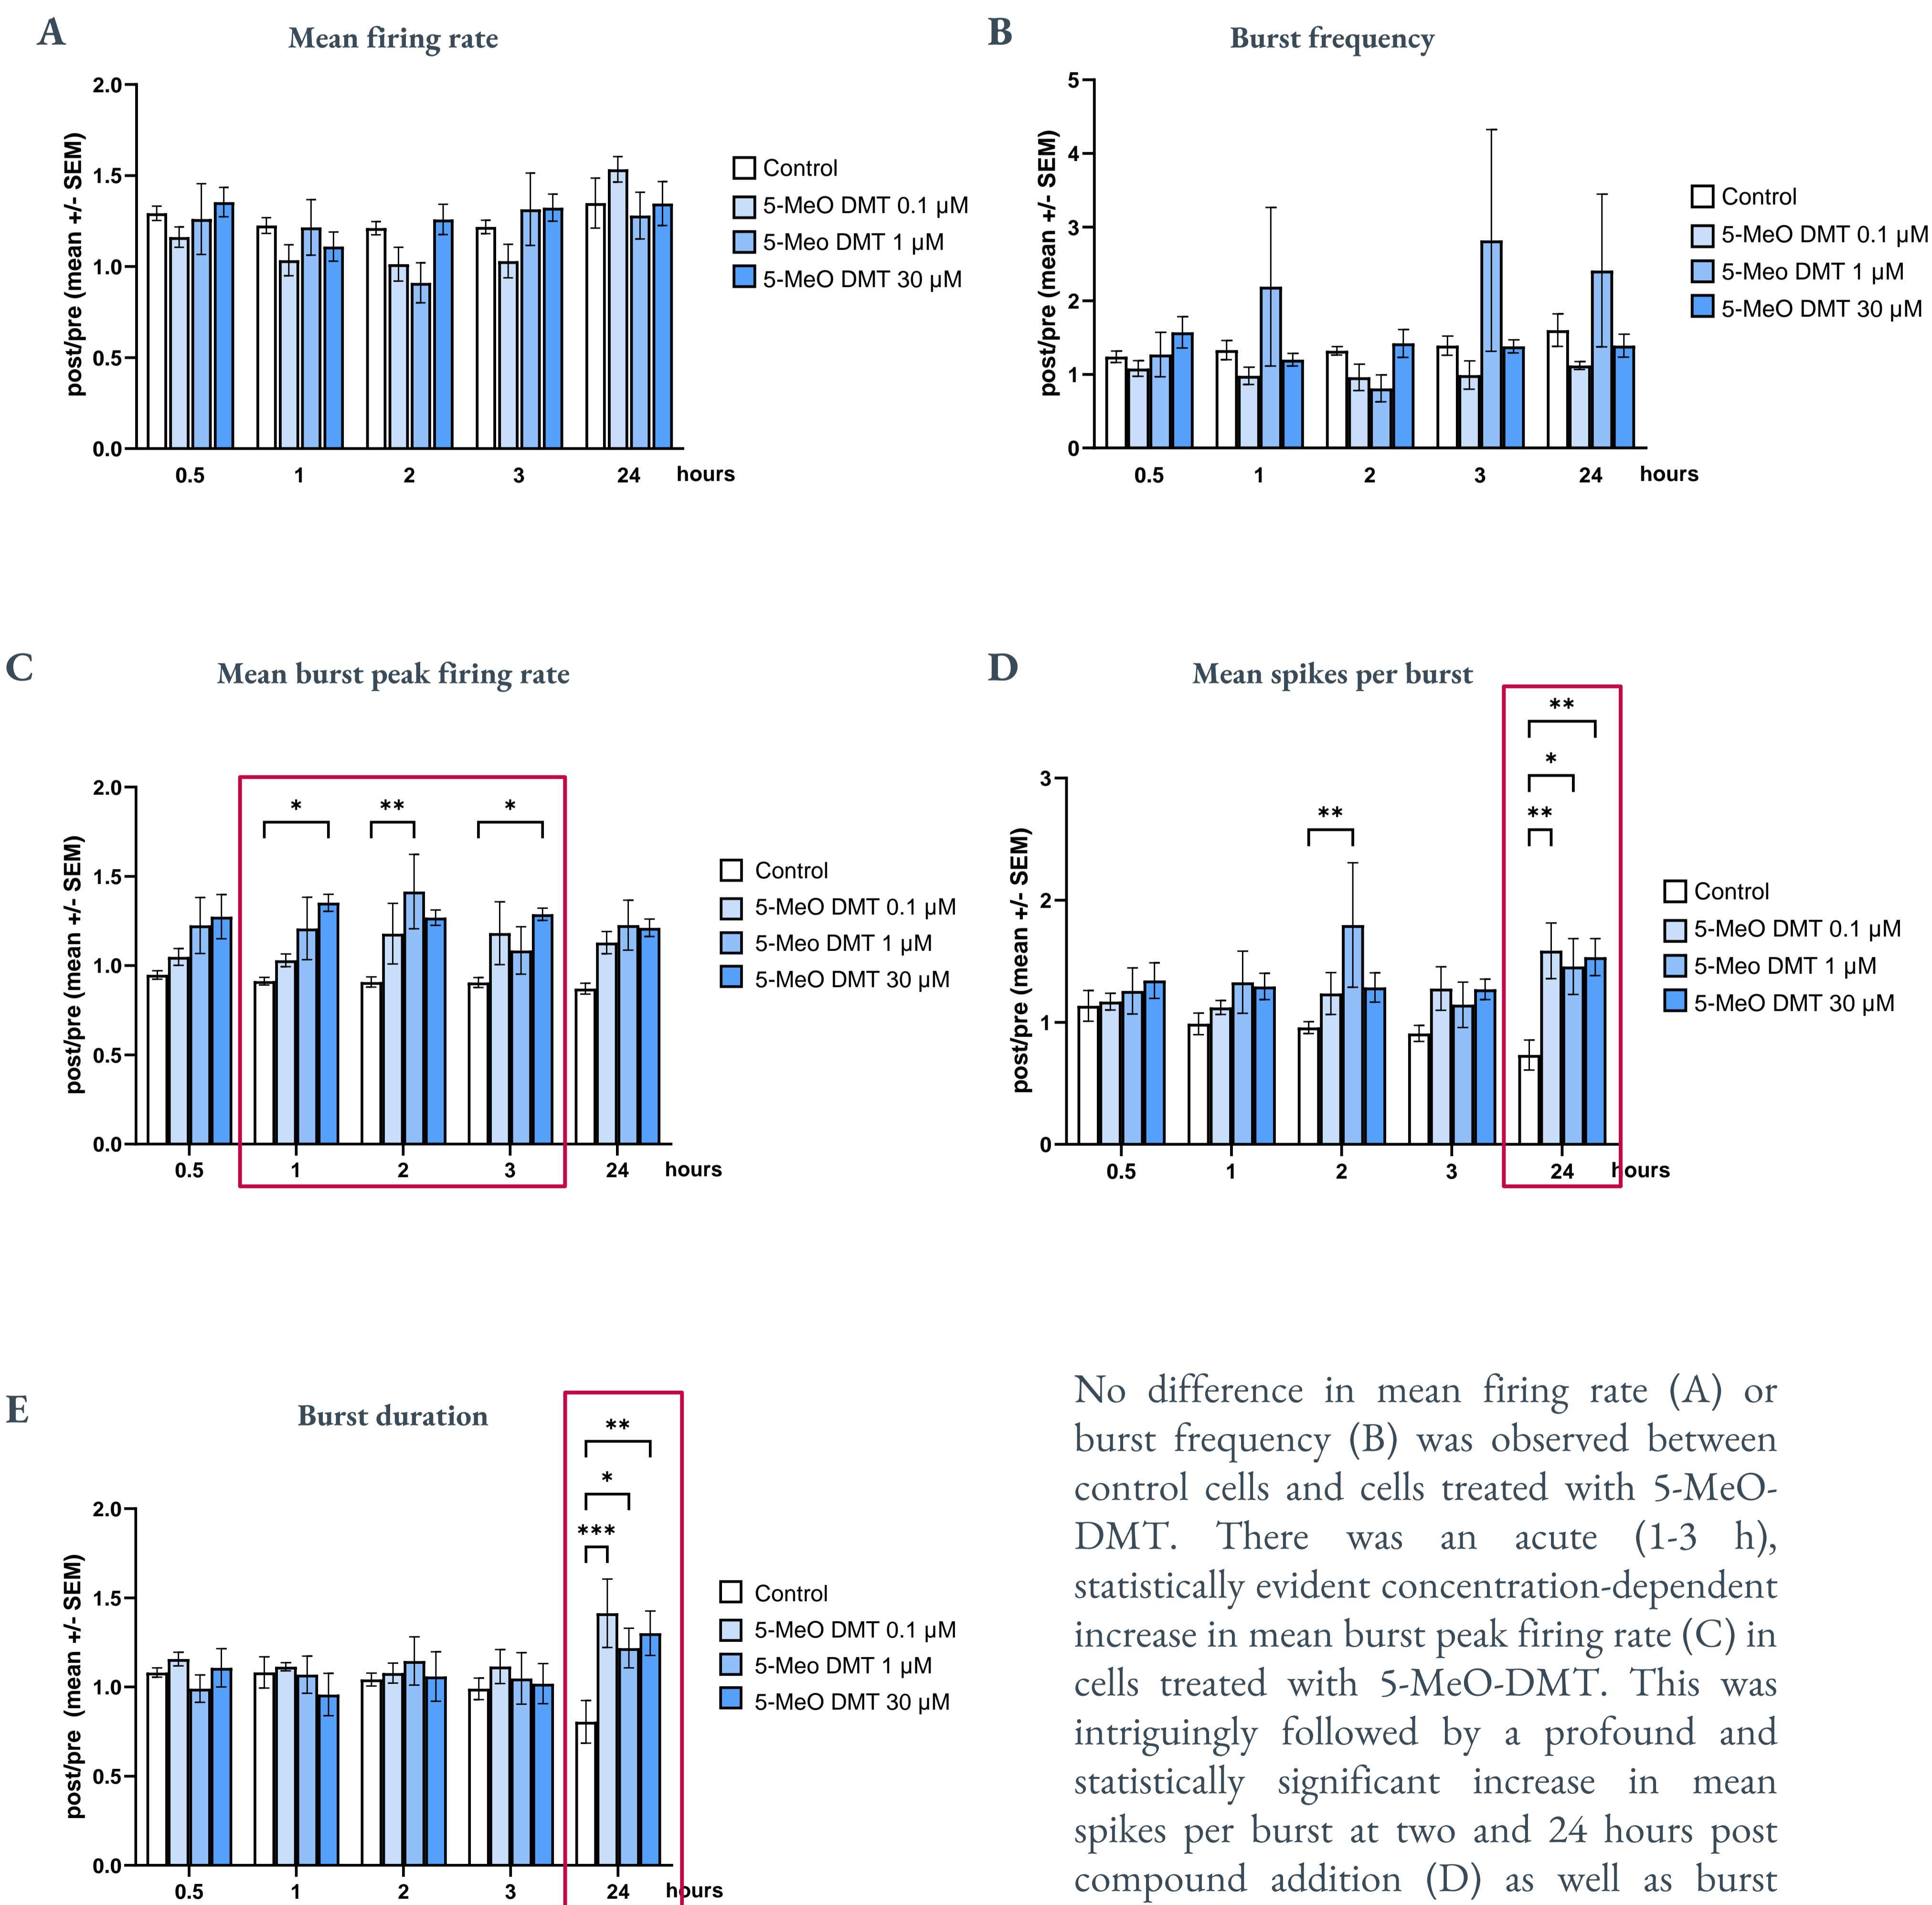 A
Mean firing rate
post/pre (mean +/- SEM)
2.0
1.5
1.0
0.5
0.0
0.5 1 2 3 24 hours
Control
5-MeO DMT 0.1 µM
5-Meo DMT 1 µM
5-MeO DMT 30 µM
B
Burst frequency
post/pre (mean +/- SEM)
5
4
3
2
1
0
0.5 1 2 3 24 hours
Control
5-MeO DMT 0.1 µM
5-Meo DMT 1 µM
5-MeO DMT 30 µM
C
Mean burst peak firing rate
post/pre (mean +/- SEM)
2.0
1.5
1.0
0.5
0.0
* ** *
0.5 1 2 3 24 hours
Control
5-MeO DMT 0.1 µM
5-Meo DMT 1 µM
5-MeO DMT 30 µM
D
Mean spikes per burst
post/pre (mean +/- SEM)
3
2
1
0
**
**
*
**
0.5 1 2 3 24 hours
Control
5-MeO DMT 0.1 µM
5-Meo DMT 1 µM
5-MeO DMT 30 µM
E
Burst duration
post/pre (mean +/- SEM)
2.0
1.5
1.0
0.5
0.0
**
*
***
0.5 1 2 3 24 hours
Control
5-MeO DMT 0.1 µM
5-Meo DMT 1 µM
5-MeO DMT 30 µM
No difference in mean firing rate (A) or
burst frequency (B) was observed between
control cells and cells treated with 5-MeO-
DMT. There was an acute (1-3 h),
statistically evident concentration-dependent
increase in mean burst peak firing rate (C) in
cells treated with 5-MeO-DMT. This was
intriguingly followed by a profound and
statistically significant increase in mean
spikes per burst at two and 24 hours post
compound addition (D) as well as burst